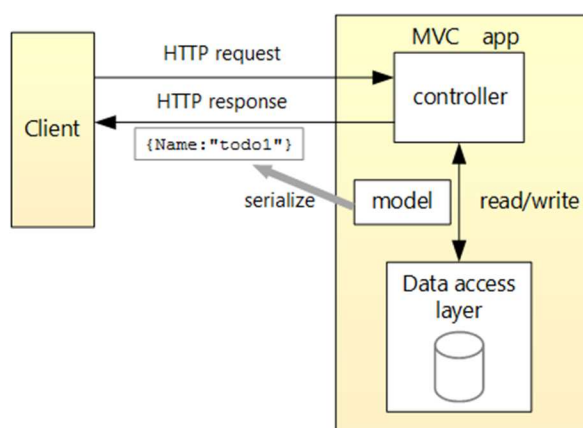 MVC app
HTTP request
controller
HTTP response
Client
{Name:"todo1"}
serialize
model
read/write
Data access
layer